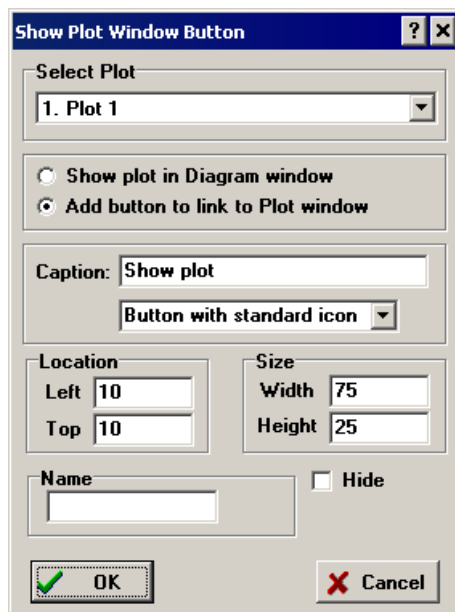 Show Plot Window Button
Select Plot
1. Plot 1
Show plot in Diagram window
Add button to link to Plot window
Caption: Show plot
Button with standard icon
Location
Left 10
Top 10
Size
Width 75
Height 25
Name
Hide
OK
Cancel